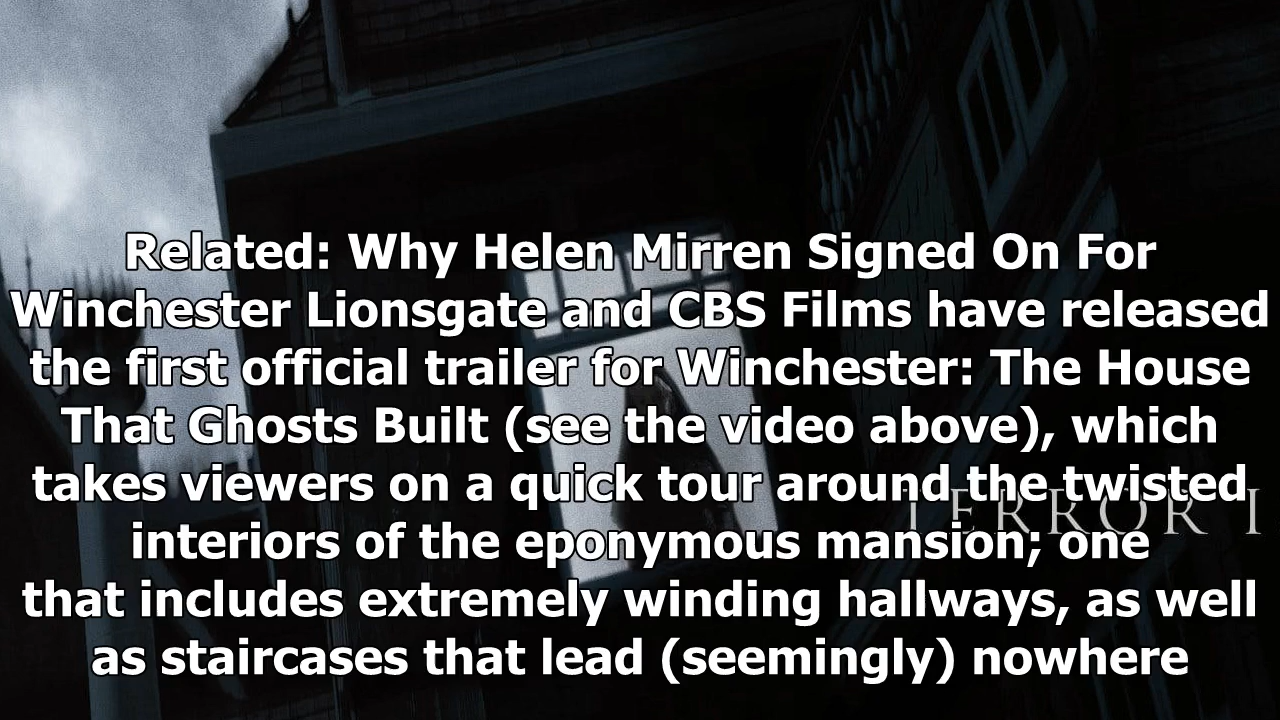 Related: Why Helen Mirren Signed On For
Winchester Lionsgate and CBS Films have released
the first official trailer for Winchester: The House
That Ghosts Built (see the video above), which
takes viewers on a quick tour around the twisted
TERROR I
interiors of the eponymous mansion; one
that includes extremely winding hallways, as well
as staircases that lead (seemingly) nowhere